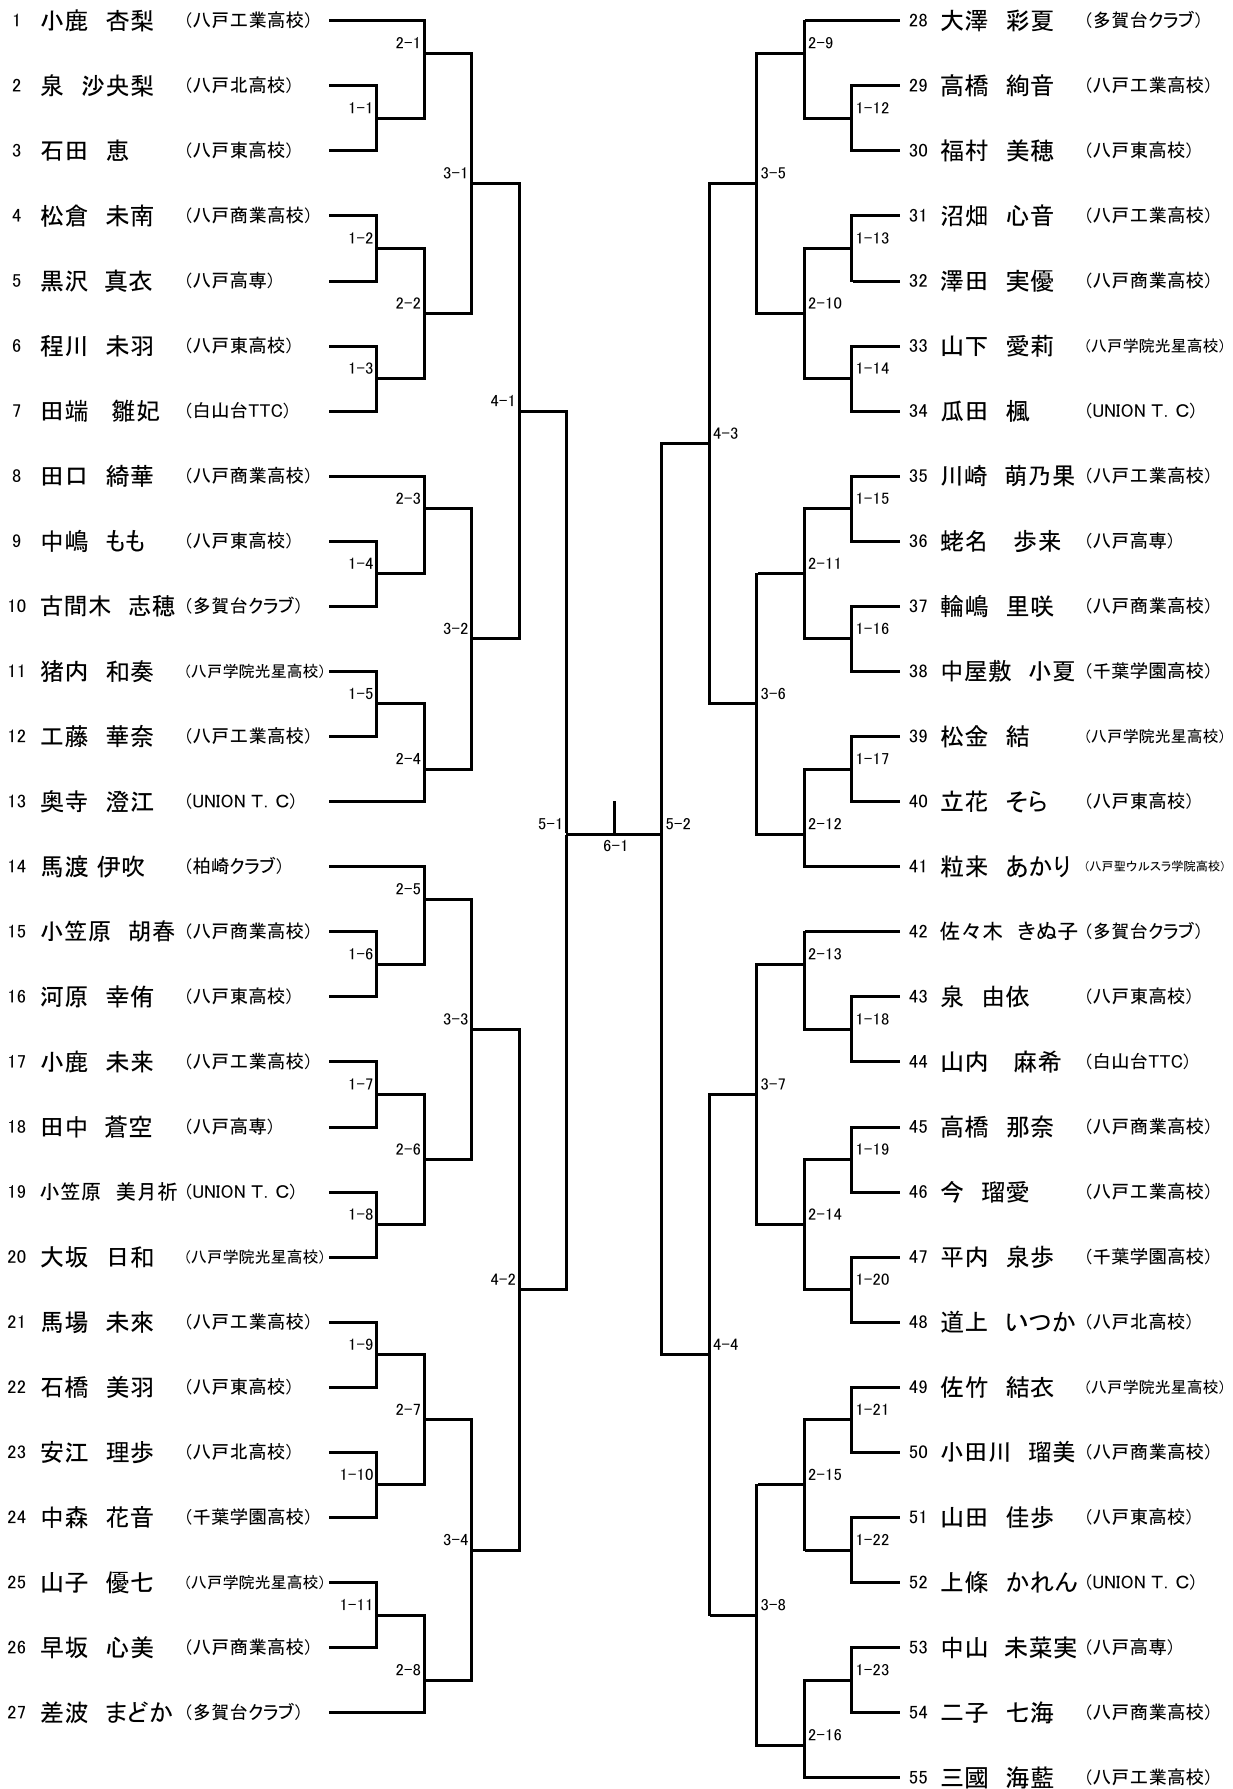 1 小鹿 杏梨 (八戸工業高校)
2 泉 沙央梨 (八戸北高校)
3 石田 恵 (八戸東高校)
4 松倉 未南 (八戸商業高校)
5 黒沢 真衣 (八戸高専)
6 程川 未羽 (八戸東高校)
7 田端 雛妃 (白山台TTC)
8 田口 綺華 (八戸商業高校)
9 中嶋 もも (八戸東高校)
10 古間木 志穂 (多賀台クラブ)
11 猪内 和奏 (八戸学院光星高校)
12 工藤 華奈 (八戸工業高校)
13 奥寺 澄江 (UNION T. C)
14 馬渡 伊吹 (柏崎クラブ)
15 小笠原 胡春 (八戸商業高校)
16 河原 幸侑 (八戸東高校)
17 小鹿 未来 (八戸工業高校)
18 田中 蒼空 (八戸高専)
19 小笠原 美月祈 (UNION T. C)
20 大坂 日和 (八戸学院光星高校)
21 馬場 未來 (八戸工業高校)
22 石橋 美羽 (八戸東高校)
23 安江 理歩 (八戸北高校)
24 中森 花音 (千葉学園高校)
25 山子 優七 (八戸学院光星高校)
26 早坂 心美 (八戸商業高校)
27 差波 まどか (多賀台クラブ)
1-1
1-2
1-3
1-4
1-5
1-6
1-7
1-8
1-9
1-10
1-11
2-1
2-2
2-3
2-4
2-5
2-6
2-7
2-8
3-1
3-2
3-3
3-4
4-1
4-2
5-1
6-1
5-2
4-3
4-4
3-5
3-6
3-7
3-8
2-9
2-10
2-11
2-12
2-13
2-14
2-15
2-16
1-12
1-13
1-14
1-15
1-16
1-17
1-18
1-19
1-20
1-21
1-22
1-23
28 大澤 彩夏 (多賀台クラブ)
29 高橋 絢音 (八戸工業高校)
30 福村 美穂 (八戸東高校)
31 沼畑 心音 (八戸工業高校)
32 澤田 実優 (八戸商業高校)
33 山下 愛莉 (八戸学院光星高校)
34 瓜田 楓 (UNION T. C)
35 川崎 萌乃果 (八戸工業高校)
36 蛯名 歩来 (八戸高専)
37 輪嶋 里咲 (八戸商業高校)
38 中屋敷 小夏 (千葉学園高校)
39 松金 結 (八戸学院光星高校)
40 立花 そら (八戸東高校)
41 粒来 あかり (八戸聖ウルスラ学院高校)
42 佐々木 きぬ子 (多賀台クラブ)
43 泉 由依 (八戸東高校)
44 山内 麻希 (白山台TTC)
45 高橋 那奈 (八戸商業高校)
46 今 瑠愛 (八戸工業高校)
47 平内 泉歩 (千葉学園高校)
48 道上 いつか (八戸北高校)
49 佐竹 結衣 (八戸学院光星高校)
50 小田川 瑠美 (八戸商業高校)
51 山田 佳歩 (八戸東高校)
52 上條 かれん (UNION T. C)
53 中山 未菜実 (八戸高専)
54 二子 七海 (八戸商業高校)
55 三國 海藍 (八戸工業高校)